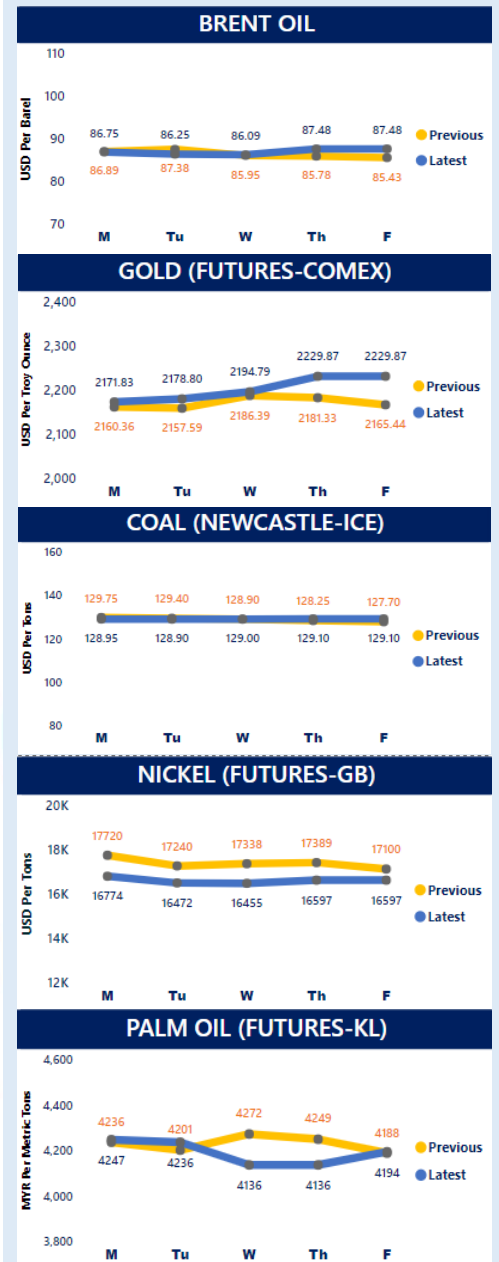 BRENT OIL
110
100
90
80
70
USD Per Barel
86.75 86.25 86.09 87.48 87.48
86.89 87.38 85.95 85.78 85.43
Previous
Latest
M Tu W Th F
GOLD (FUTURES-COMEX)
2,400
2,300
2,200
2,100
2,000
USD Per Troy Ounce
2171.83 2178.80 2194.79 2229.87 2229.87
2160.36 2157.59 2186.39 2181.33 2165.44
Previous
Latest
M Tu W Th F
COAL (NEWCASTLE-ICE)
160
140
120
100
80
USD Per Tons
129.75 129.40 128.90 128.25 127.70
128.95 128.90 129.00 129.10 129.10
Previous
Latest
M Tu W Th F
NICKEL (FUTURES-GB)
20K
18K
16K
14K
12K
USD Per Tons
17720 17240 17338 17389 17100
16774 16472 16455 16597 16597
Previous
Latest
M Tu W Th F
PALM OIL (FUTURES-KL)
4,600
4,400
4,200
4,000
3,800
MYR Per Metric Tons
4236 4201 4272 4249 4188
4247 4236 4136 4136 4194
Previous
Latest
M Tu W Th F